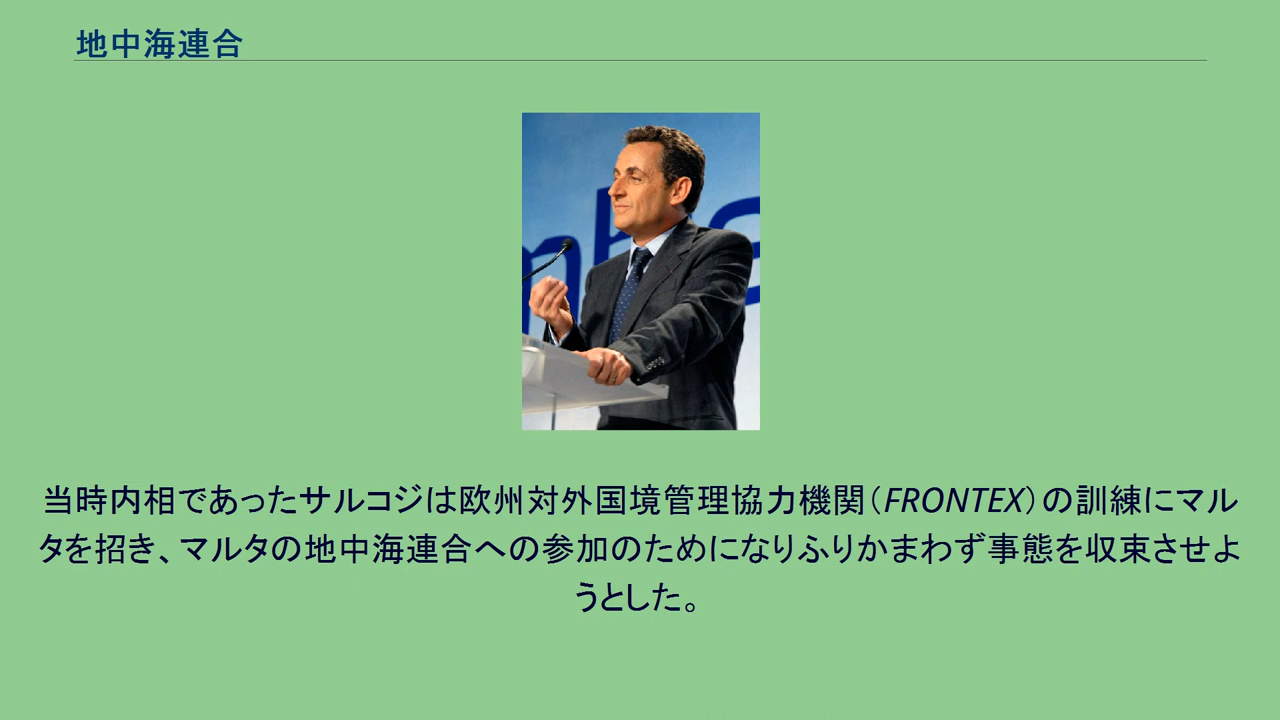 地中海連合
当時内相であったサルコジは欧州対外国境管理協力機関（FRONTEX）の訓練にマル
タを招き、マルタの地中海連合への参加のためになりふりかまわず事態を収束させよ
うとした。